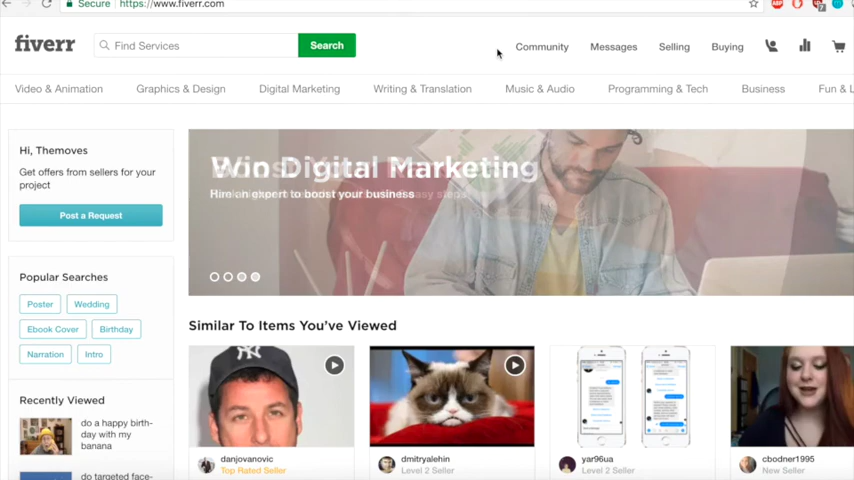 Secure https://www.fiverr.com
fiverr
Find Services
Search
Community
Messages
Selling
Buying
Video & Animation
Graphics & Design
Digital Marketing
Writing & Translation
Music & Audio
Programming & Tech
Business
Fun & L
Hi, Themoves
Get offers from sellers for your
project
Post a Request
Win Digital Marketing
Hire an expert to boost your business
Popular Searches
Poster
Wedding
Ebook Cover
Birthday
Narration
Intro
Recently Viewed
do a happy birth-
day with my
banana
do targeted face-
Similar To Items You've Viewed
danjovanovic
Top Rated Seller
dmitryalehin
Level 2 Seller
yar96ua
Level 2 Seller
cbodner1995
New Seller